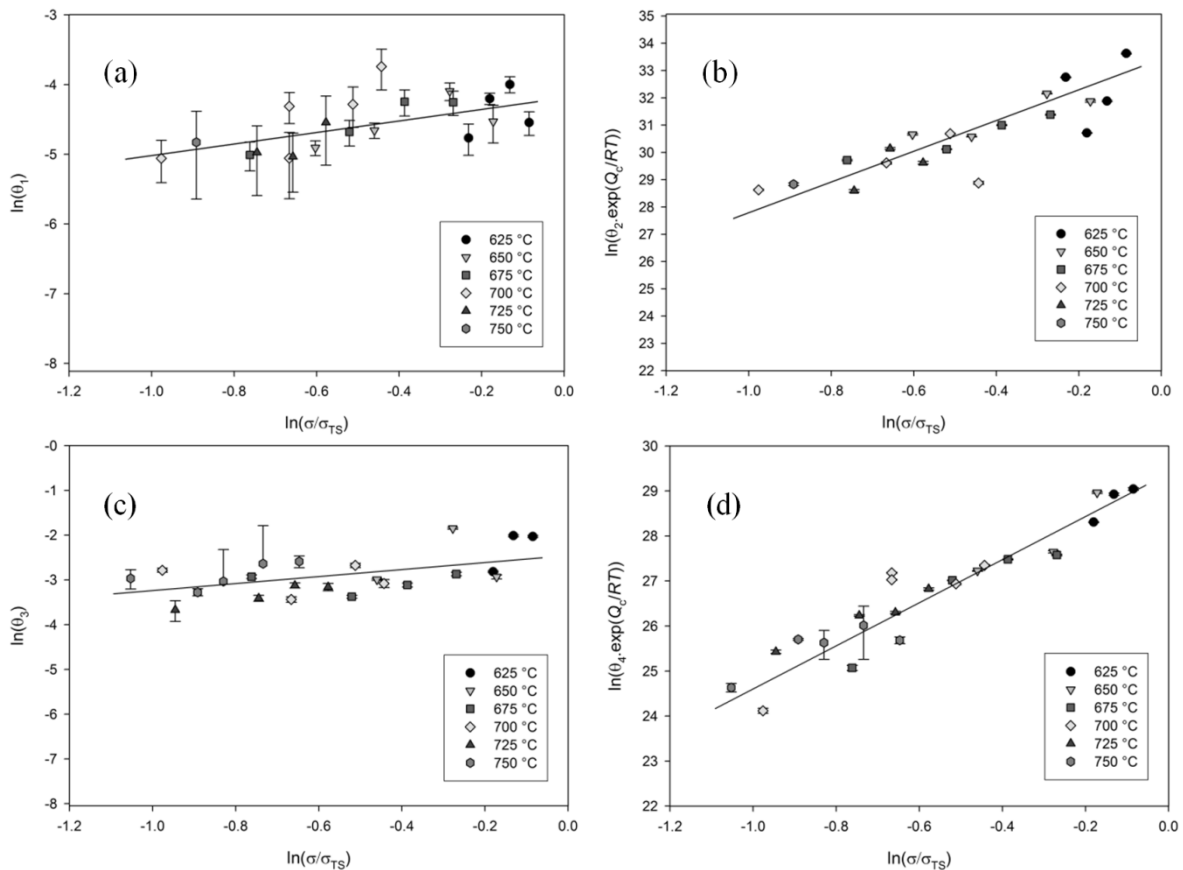 (a)
-3
-4
-5
-6
-7
-8
ln(θ1)
625 °C
650 °C
675 °C
700 °C
725 °C
750 °C
-1.2
-1.0
-0.8
-0.6
-0.4
-0.2
0.0
ln(σ/σTS)
(b)
35
34
33
32
31
30
29
28
27
26
25
24
23
22
ln(θ2.exp(Qc/RT))
625 °C
650 °C
675 °C
700 °C
725 °C
750 °C
-1.2
-1.0
-0.8
-0.6
-0.4
-0.2
0.0
ln(σ/σTS)
(c)
-0
-1
-2
-3
-4
-5
-6
-7
-8
ln(θ3)
625 °C
650 °C
675 °C
700 °C
725 °C
750 °C
-1.2
-1.0
-0.8
-0.6
-0.4
-0.2
0.0
ln(σ/σTS)
(d)
30
29
28
27
26
25
24
22
ln(θ4.exp(Qc/RT))
625 °C
650 °C
675 °C
700 °C
725 °C
750 °C
-1.2
-1.0
-0.8
-0.6
-0.4
-0.2
0.0
ln(σ/σTS)